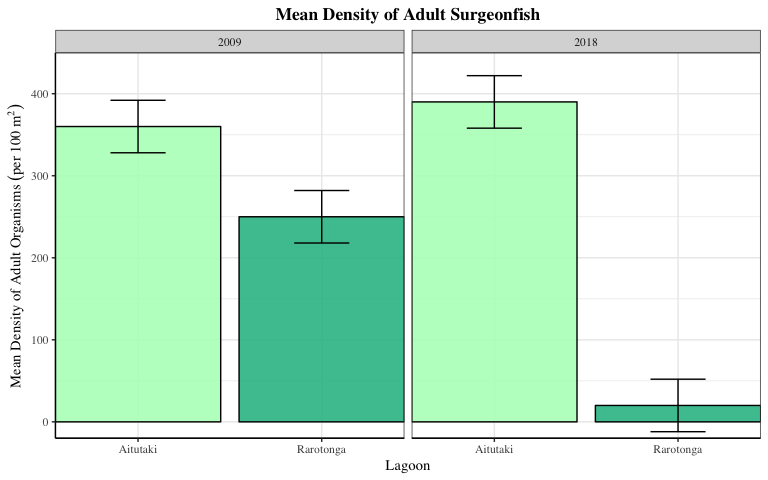 Mean Density of Adult Surgeonfish
2009
2018
Mean Density of Adult Organisms (per 100 m²)
400
300
200
100
0
Aitutaki
Rarotonga
Aitutaki
Rarotonga
Lagoon